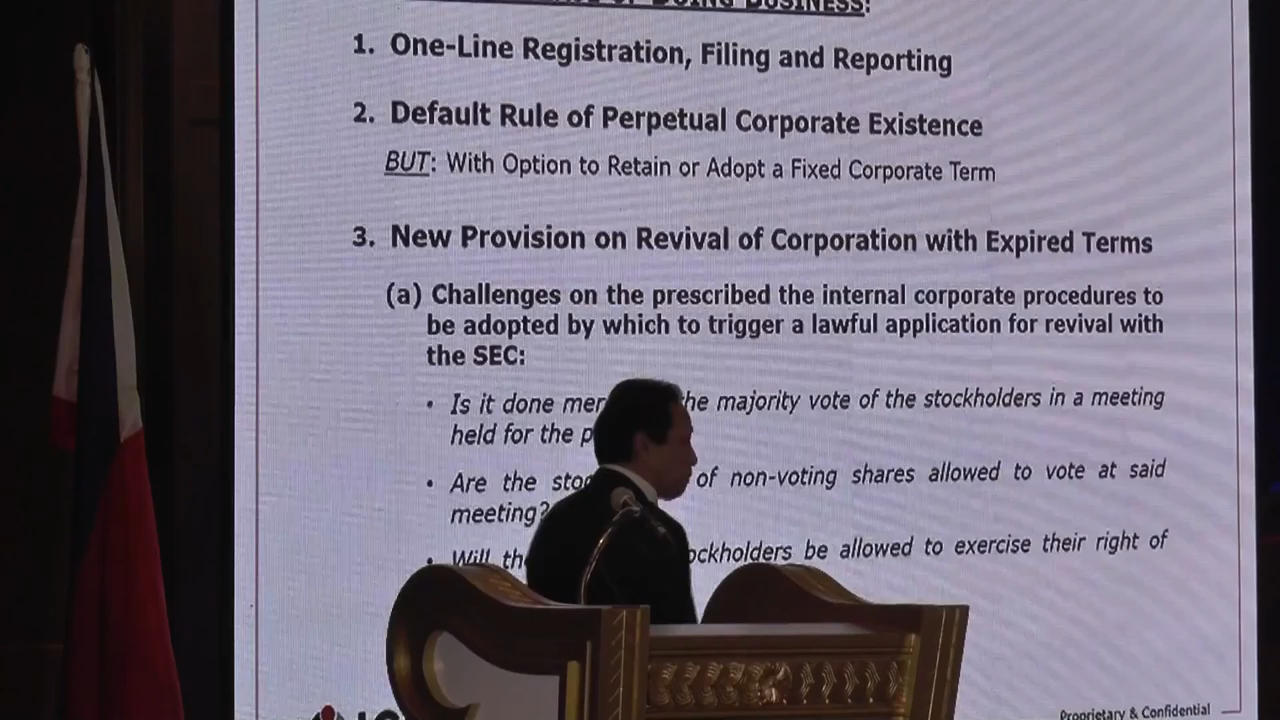 DOING BUSINESS:
1. One-Line Registration, Filing and Reporting
2. Default Rule of Perpetual Corporate Existence
BUT: With Option to Retain or Adopt a Fixed Corporate Term
3. New Provision on Revival of Corporation with Expired Terms
(a) Challenges on the prescribed the internal corporate procedures to
be adopted by which to trigger a lawful application for revival with
the SEC:
• Is it done the majority vote of the stockholders in a meeting
held for the
• Are the of non-voting shares allowed to vote at said
meeting?
• Will be allowed to exercise their right of
Proprietary & Confidential